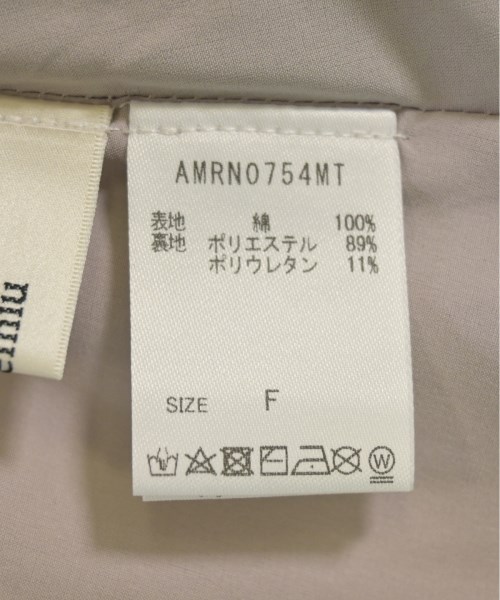 AMRN0754MT
表地 綿 100%
裏地 ポリエステル 89%
ポリウレタン 11%
SIZE F
W